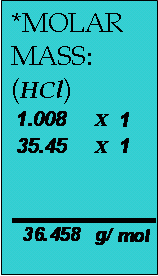 *MOLAR
MASS:
(HCl)
1.008 X 1
35.45 X 1
36.458 g/mol